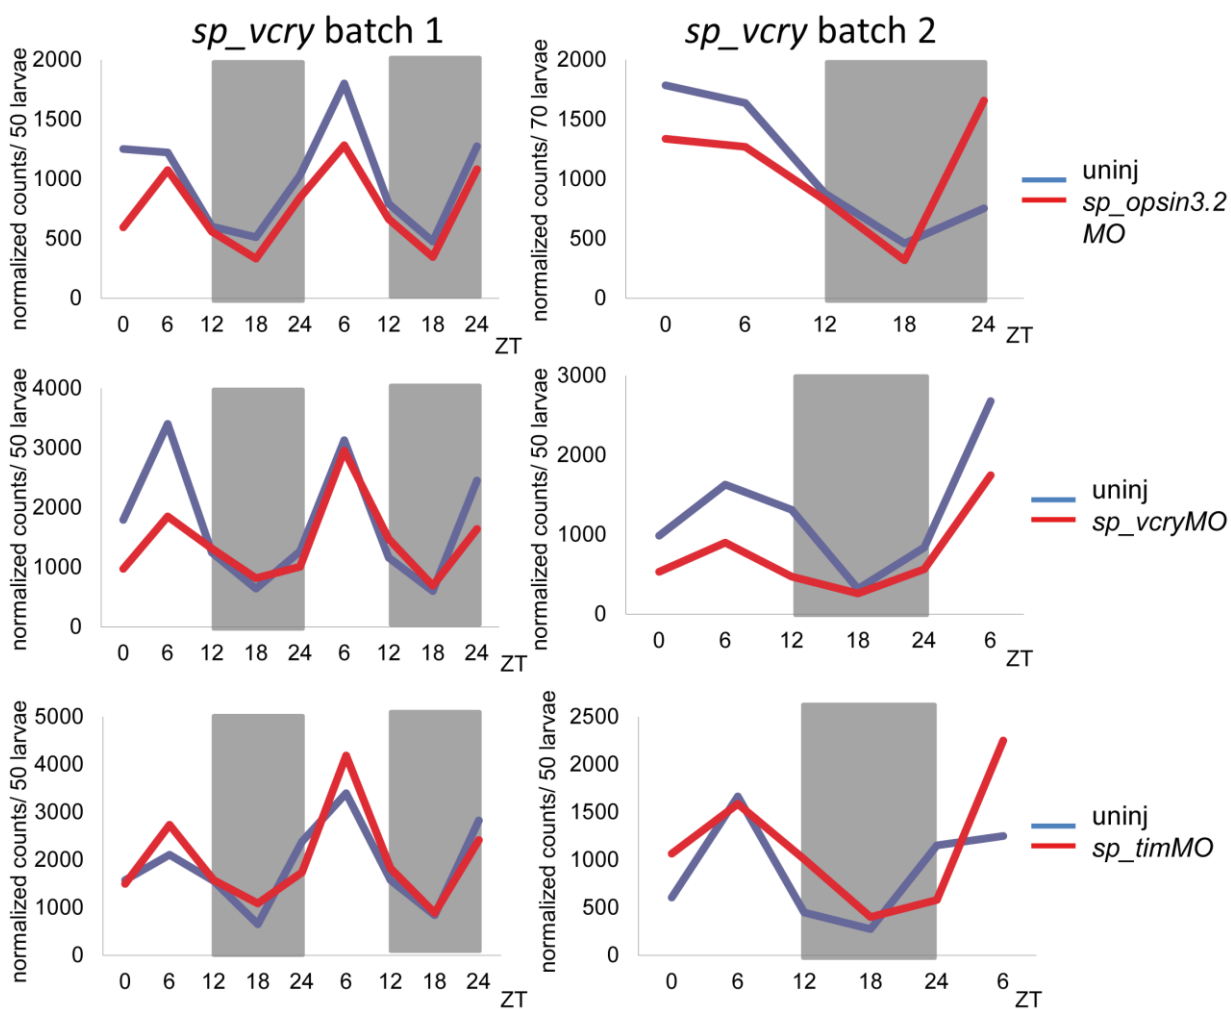 sp_vcry batch 1
sp_vcry batch 2
normalized counts/ 50 larvae
2000
1500
1000
500
0
0 6 12 18 24 6 12 18 24
ZT
normalized counts/ 70 larvae
2000
1500
1000
500
0
0 6 12 18 24
ZT
uninj
sp_opsin3.2
MO
normalized counts/ 50 larvae
4000
3000
2000
1000
0
0 6 12 18 24 6 12 18 24
ZT
normalized counts/ 50 larvae
3000
2000
1000
0
0 6 12 18 24 6
ZT
uninj
sp_vcryMO
normalized counts/ 50 larvae
5000
4000
3000
2000
1000
0
0 6 12 18 24 6 12 18 24
ZT
normalized counts/ 50 larvae
2500
2000
1500
1000
500
0
0 6 12 18 24 6
ZT
uninj
sp_timMO